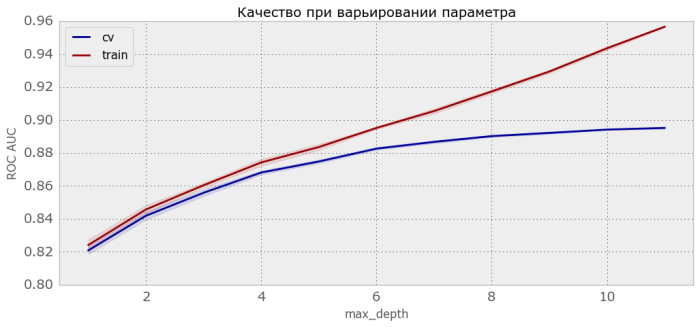 Качество при варьировании параметра
0.96
0.94
0.92
0.90
0.88
0.86
0.84
0.82
0.80
ROC AUC
cv
train
2 4 6 8 10
max_depth